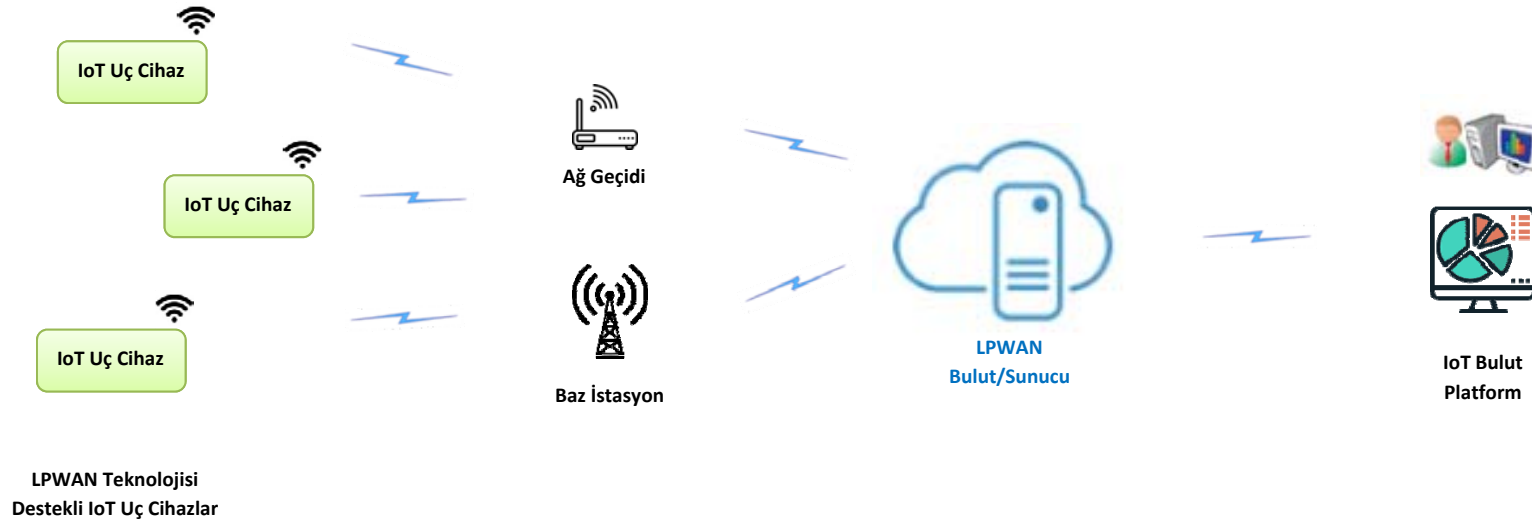 IoT Uç Cihaz
IoT Uç Cihaz
IoT Uç Cihaz
LPWAN Teknolojisi
Destekli IoT Uç Cihazlar
Ağ Geçidi
Baz İstasyon
LPWAN
Bulut/Sunucu
IoT Bulut
Platform